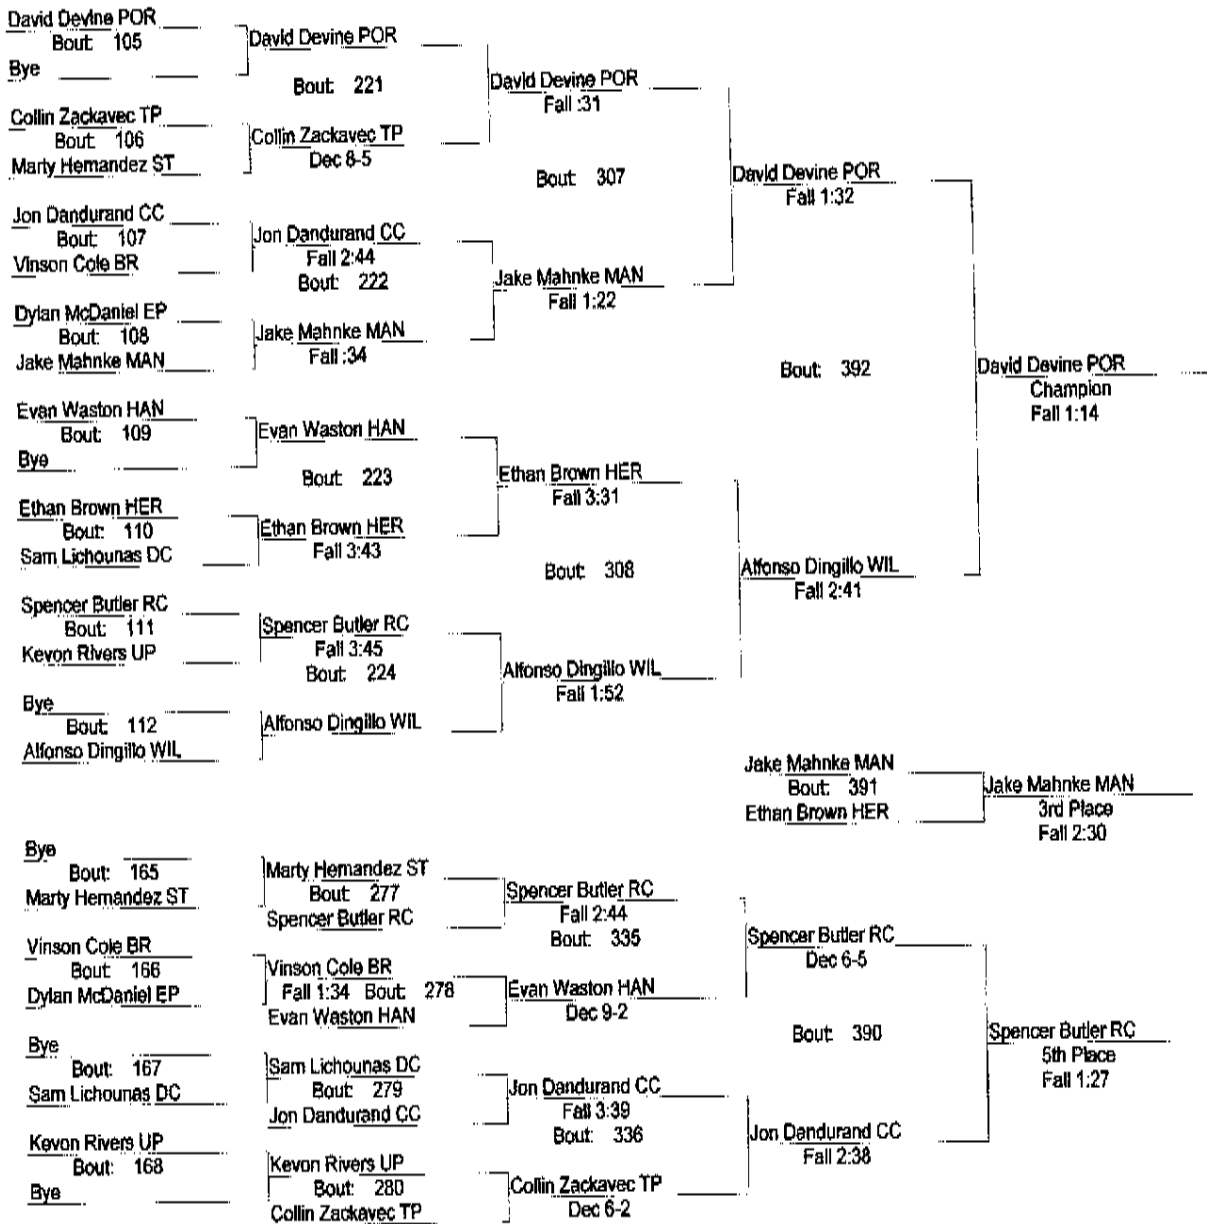 David Devine POR
Bout: 105
Bye
David Devine POR
Bout: 221
Collin Zackavec TP
Bout: 106
Marty Hernandez ST
Collin Zackavec TP
Dec 8-5
David Devine POR
Fall :31
Bout: 307
Jon Dandurand CC
Bout: 107
Vinson Cole BR
Jon Dandurand CC
Fall 2:44
Bout: 222
Dylan McDaniel EP
Bout: 108
Jake Mahnke MAN
Jake Mahnke MAN
Fall :34
Jake Mahnke MAN
Fall 1:22
David Devine POR
Fall 1:32
Bout: 392
David Devine POR
Champion
Fall 1:14
Evan Waston HAN
Bout: 109
Bye
Evan Waston HAN
Bout: 223
Ethan Brown HER
Bout: 110
Sam Lichounas DC
Ethan Brown HER
Fall 3:43
Ethan Brown HER
Fall 3:31
Bout: 308
Spencer Butler RC
Bout: 111
Kevon Rivers UP
Spencer Butler RC
Fall 3:45
Bout: 224
Bye
Bout: 112
Alfonso Dingillo WIL
Alfonso Dingillo WIL
Alfonso Dingillo WIL
Fall 1:52
Alfonso Dingillo WIL
Fall 2:41
Jake Mahnke MAN
Bout: 391
Ethan Brown HER
Jake Mahnke MAN
3rd Place
Fall 2:30
Bye
Bout: 165
Marty Hernandez ST
Marty Hernandez ST
Bout: 277
Spencer Butler RC
Spencer Butler RC
Fall 2:44
Bout: 335
Vinson Cole BR
Bout: 166
Dylan McDaniel EP
Vinson Cole BR
Fall 1:34 Bout: 278
Evan Waston HAN
Evan Waston HAN
Dec 9-2
Spencer Butler RC
Dec 6-5
Bout: 390
Bye
Bout: 167
Sam Lichounas DC
Sam Lichounas DC
Bout: 279
Jon Dandurand CC
Jon Dandurand CC
Fall 3:39
Bout: 336
Kevon Rivers UP
Bout: 168
Bye
Kevon Rivers UP
Bout: 280
Collin Zackavec TP
Collin Zackavec TP
Dec 6-2
Jon Dandurand CC
Fall 2:38
Spencer Butler RC
5th Place
Fall 1:27